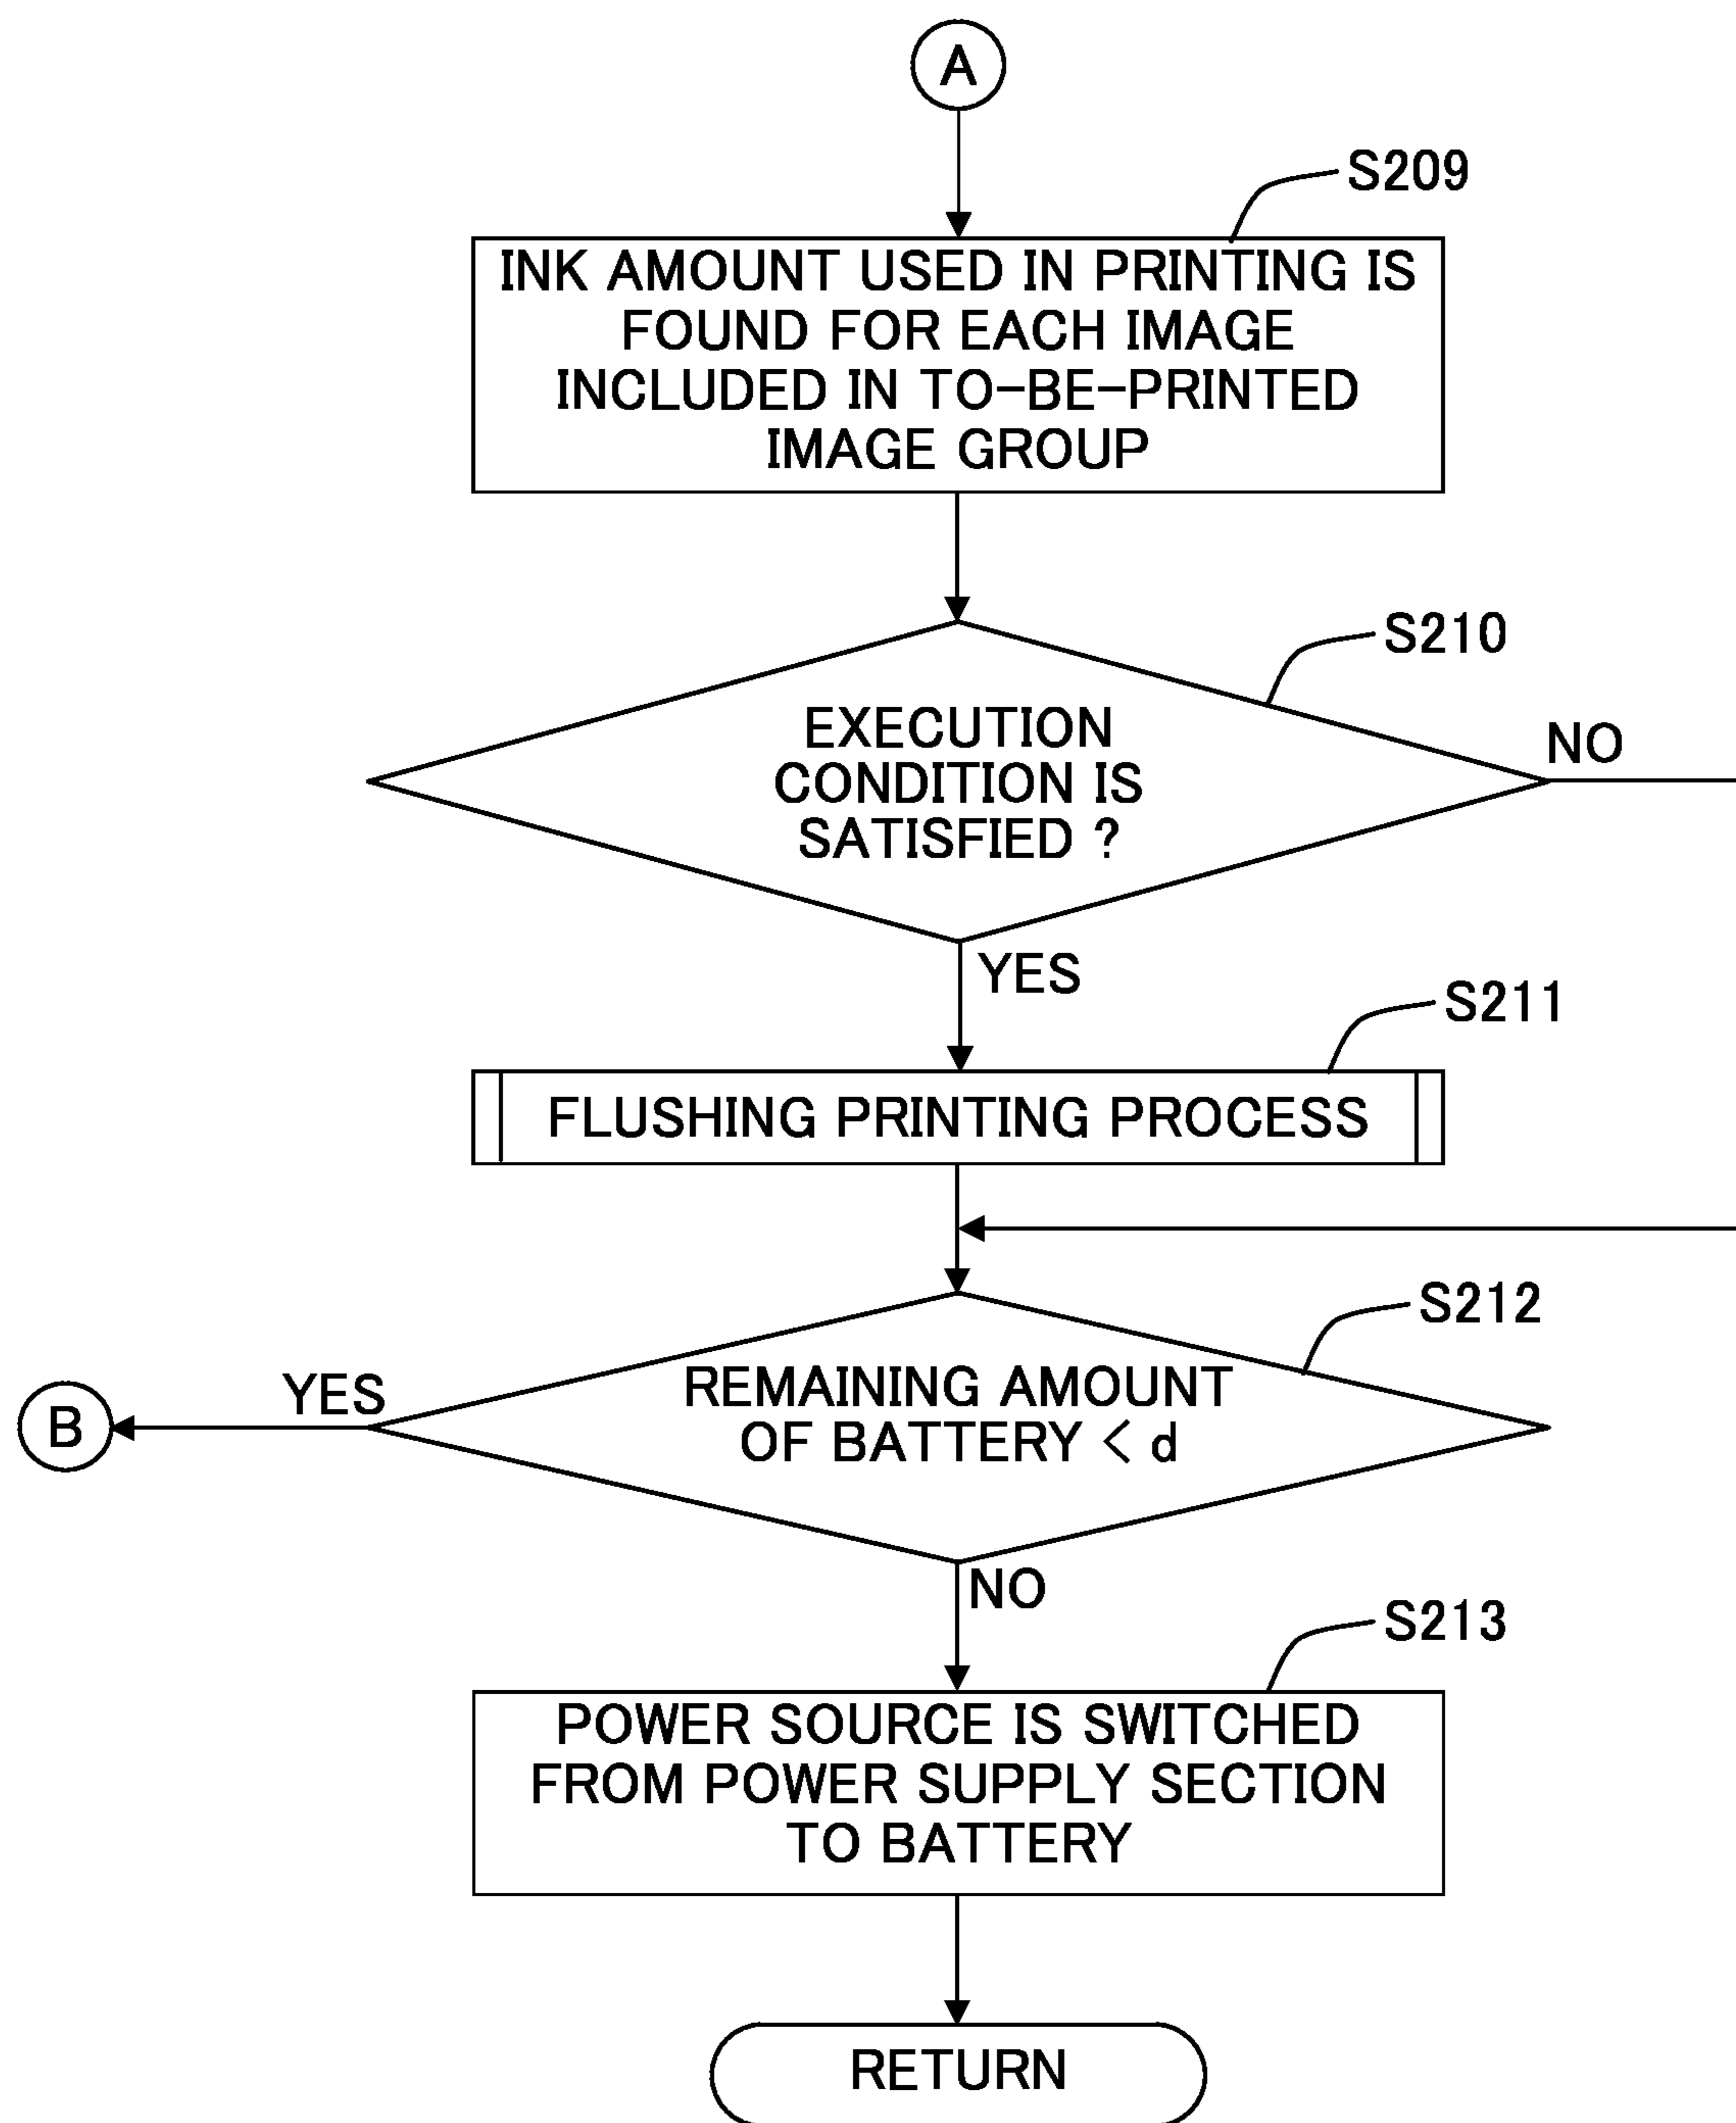 A
S209
INK AMOUNT USED IN PRINTING IS
FOUND FOR EACH IMAGE
INCLUDED IN TO-BE-PRINTED
IMAGE GROUP
S210
EXECUTION
CONDITION IS
SATISFIED ?
NO
YES
S211
FLUSHING PRINTING PROCESS
S212
REMAINING AMOUNT
OF BATTERY < d
YES
B
NO
S213
POWER SOURCE IS SWITCHED
FROM POWER SUPPLY SECTION
TO BATTERY
RETURN